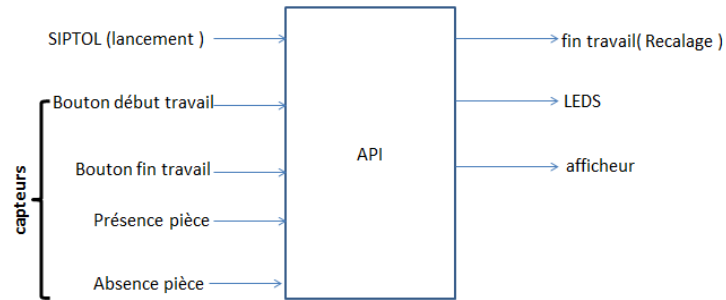 SIPTOL (lancement )
Bouton début travail
Bouton fin travail
Présence pièce
Absence pièce
capteurs
API
fin travail( Recalage )
LEDS
afficheur